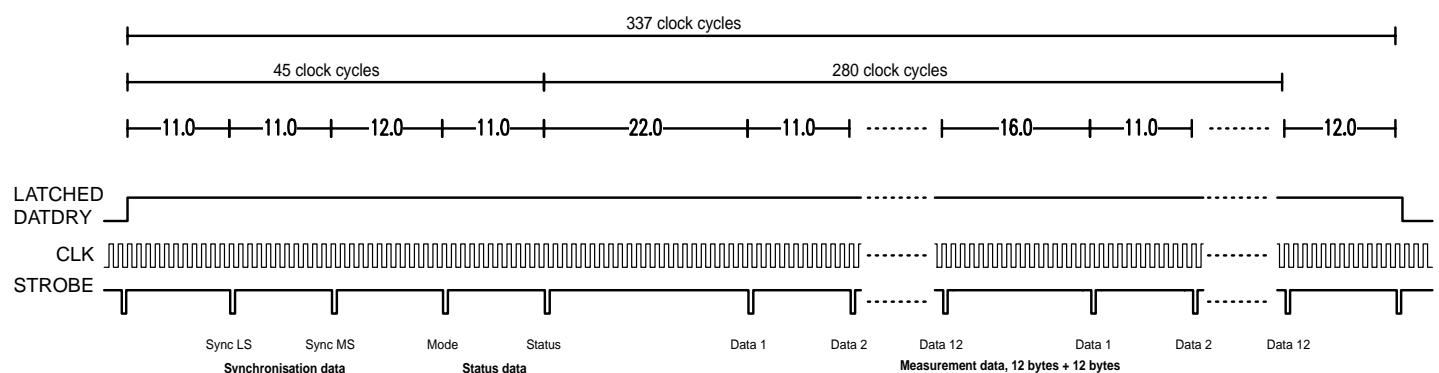 337 clock cycles
45 clock cycles 280 clock cycles
11.0 11.0 12.0 11.0 22.0 11.0 16.0 11.0 12.0
LATCHED
DATDRY
CLK
STROBE
Sync LS Sync MS Mode Status Data 1 Data 2 Data 12 Data 1 Data 2 Data 12
Synchronisation data Status data Measurement data, 12 bytes + 12 bytes